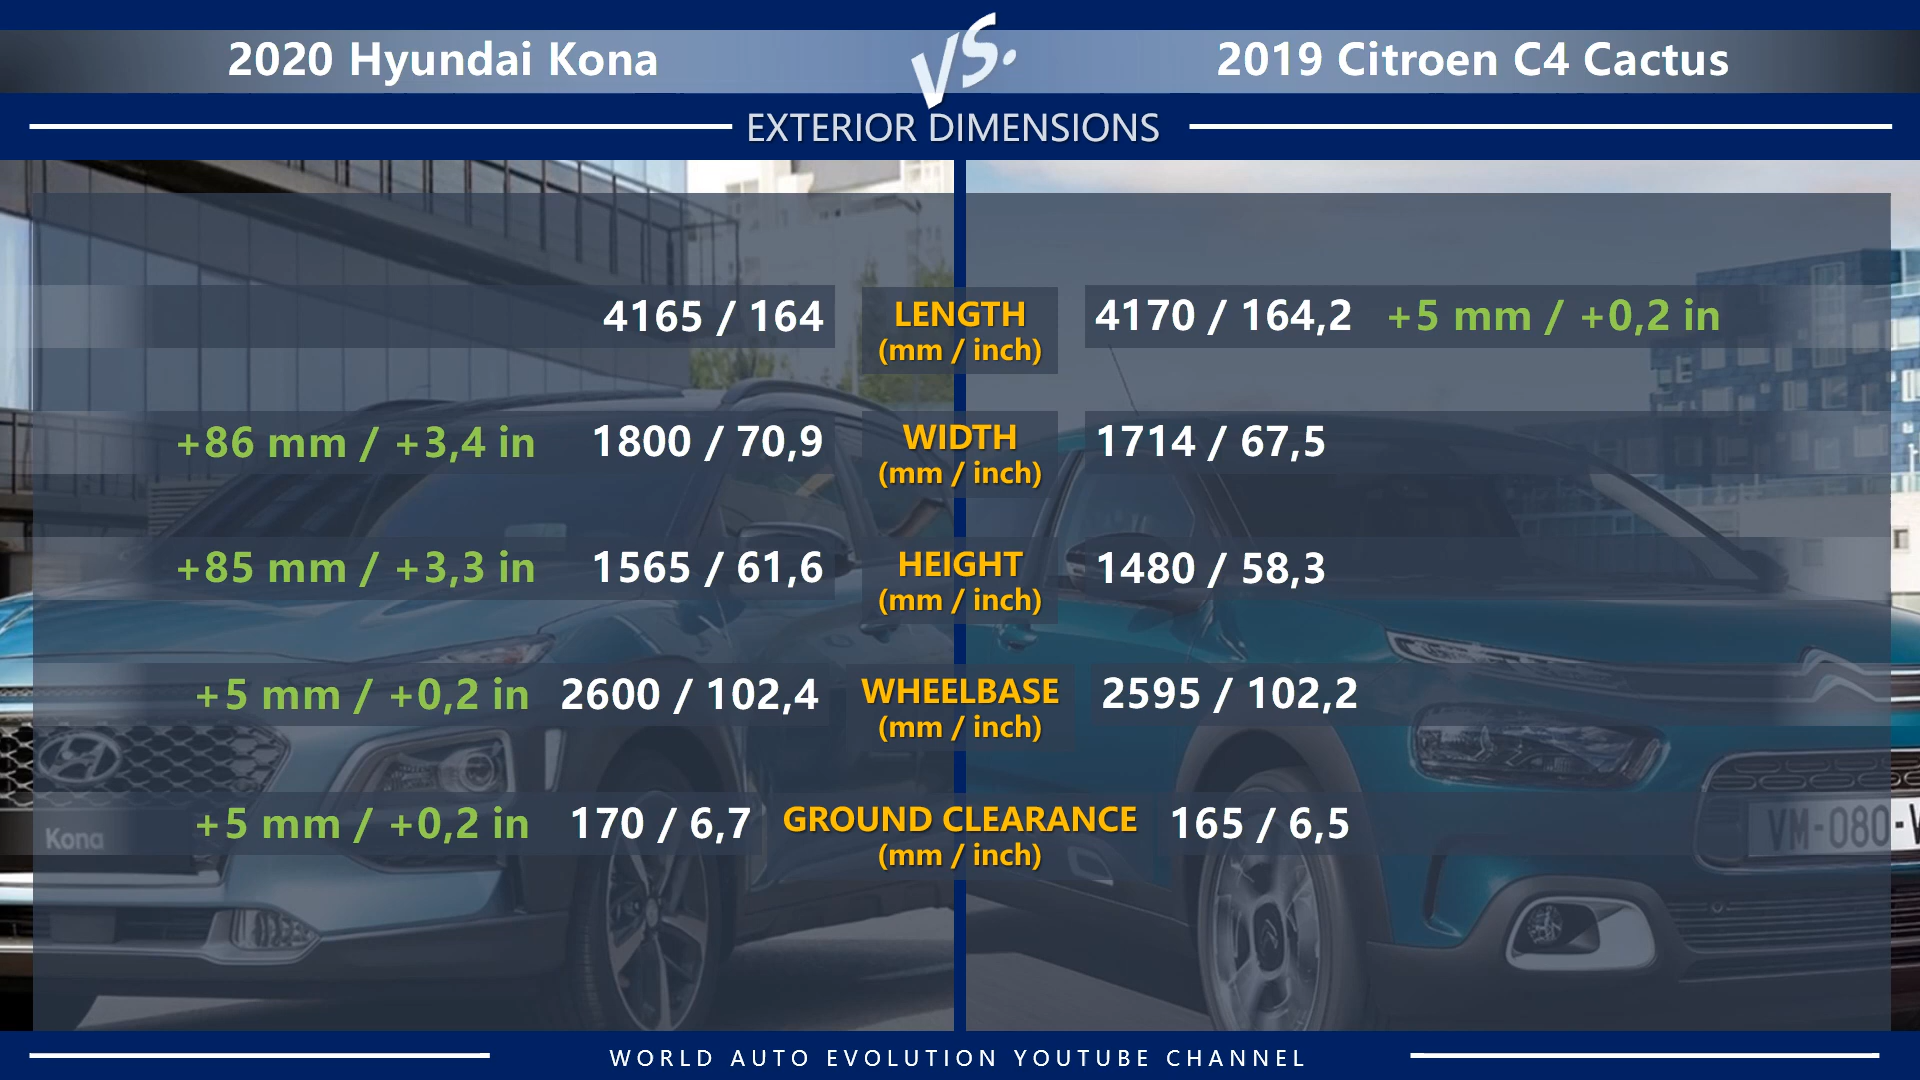 2020 Hyundai Kona VS. 2019 Citroen C4 Cactus
EXTERIOR DIMENSIONS
4165 / 164 LENGTH 4170 / 164,2 +5 mm / +0,2 in
(mm / inch)
+86 mm / +3,4 in 1800 / 70,9 WIDTH 1714 / 67,5
(mm / inch)
+85 mm / +3,3 in 1565 / 61,6 HEIGHT 1480 / 58,3
(mm / inch)
+5 mm / +0,2 in 2600 / 102,4 WHEELBASE 2595 / 102,2
(mm / inch)
+5 mm / +0,2 in 170 / 6,7 GROUND CLEARANCE 165 / 6,5
(mm / inch)
Kona
VM-080-
WORLD AUTO EVOLUTION YOUTUBE CHANNEL